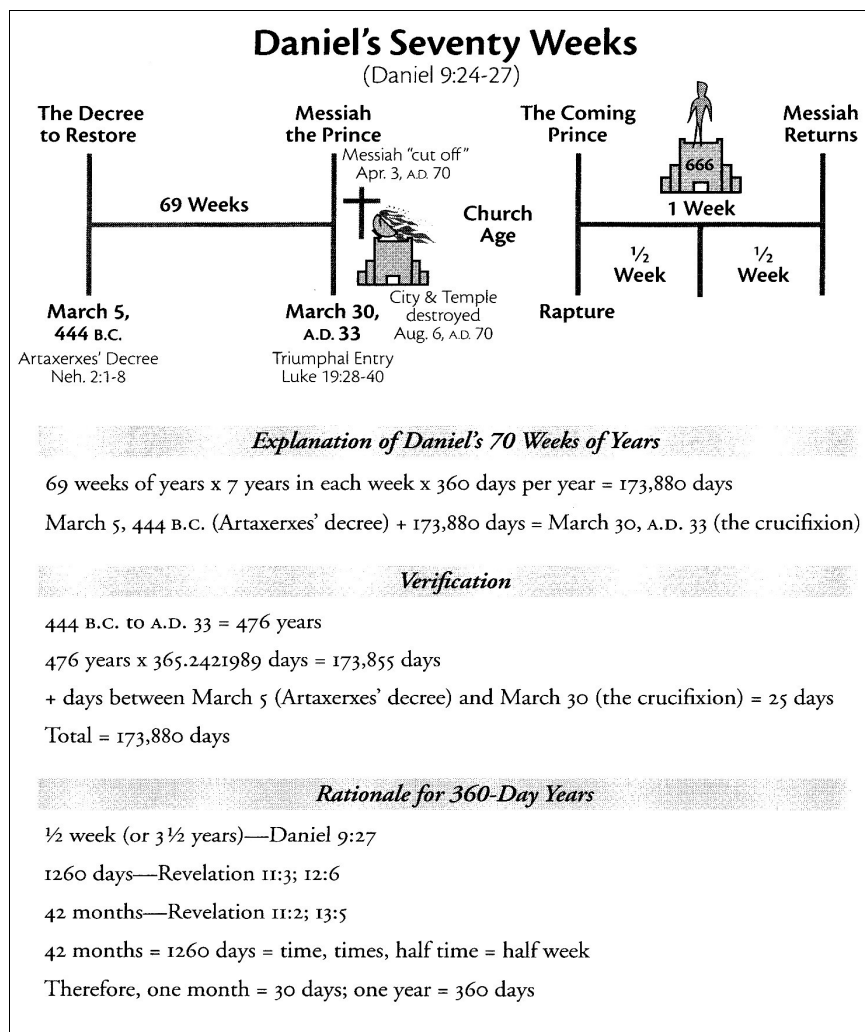 Daniel's Seventy Weeks
(Daniel 9:24-27)
The Decree
to Restore
Messiah
the Prince
Messiah "cut off"
Apr. 3, A.D. 70
The Coming
Prince
666
Messiah
Returns
69 Weeks
Church
Age
1 Week
½
Week
½
Week
March 5,
444 B.C.
Artaxerxes' Decree
Neh. 2:1-8
March 30,
A.D. 33
Triumphal Entry
Luke 19:28-40
City & Temple
destroyed
Aug. 6, A.D. 70
Rapture
Explanation of Daniel's 70 Weeks of Years
69 weeks of years x 7 years in each week x 360 days per year = 173,880 days
March 5, 444 B.C. (Artaxerxes' decree) + 173,880 days = March 30, A.D. 33 (the crucifixion)
Verification
444 B.C. to A.D. 33 = 476 years
476 years x 365.2421989 days = 173,855 days
+ days between March 5 (Artaxerxes' decree) and March 30 (the crucifixion) = 25 days
Total = 173,880 days
Rationale for 360-Day Years
½ week (or 3 ½ years)—Daniel 9:27
1260 days—Revelation 11:3; 12:6
42 months—Revelation 11:2; 13:5
42 months = 1260 days = time, times, half time = half week
Therefore, one month = 30 days; one year = 360 days